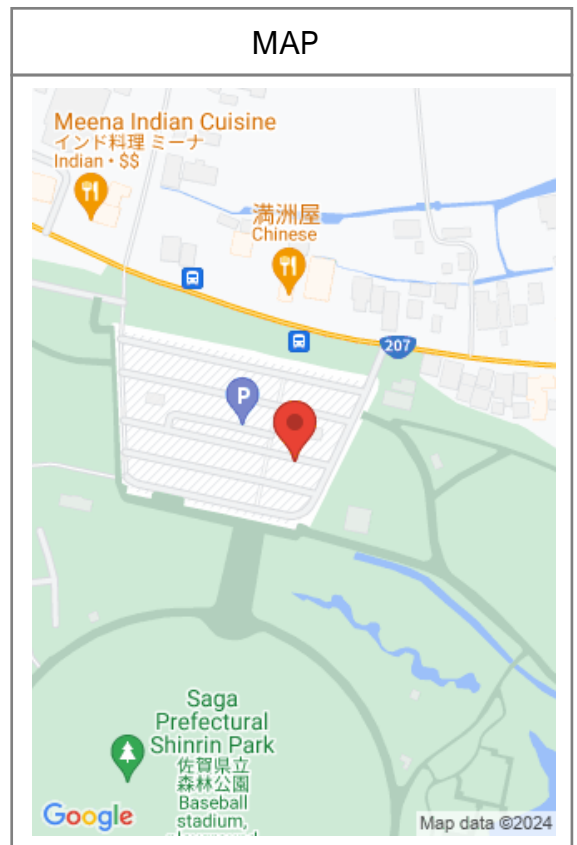 MAP
Meena Indian Cuisine
インド料理 ミーナ
Indian • $$
満洲屋
Chinese
207
P
Saga
Prefectural
Shinrin Park
佐賀県立
森林公園
Baseball
stadium,
Google
Map data ©2024